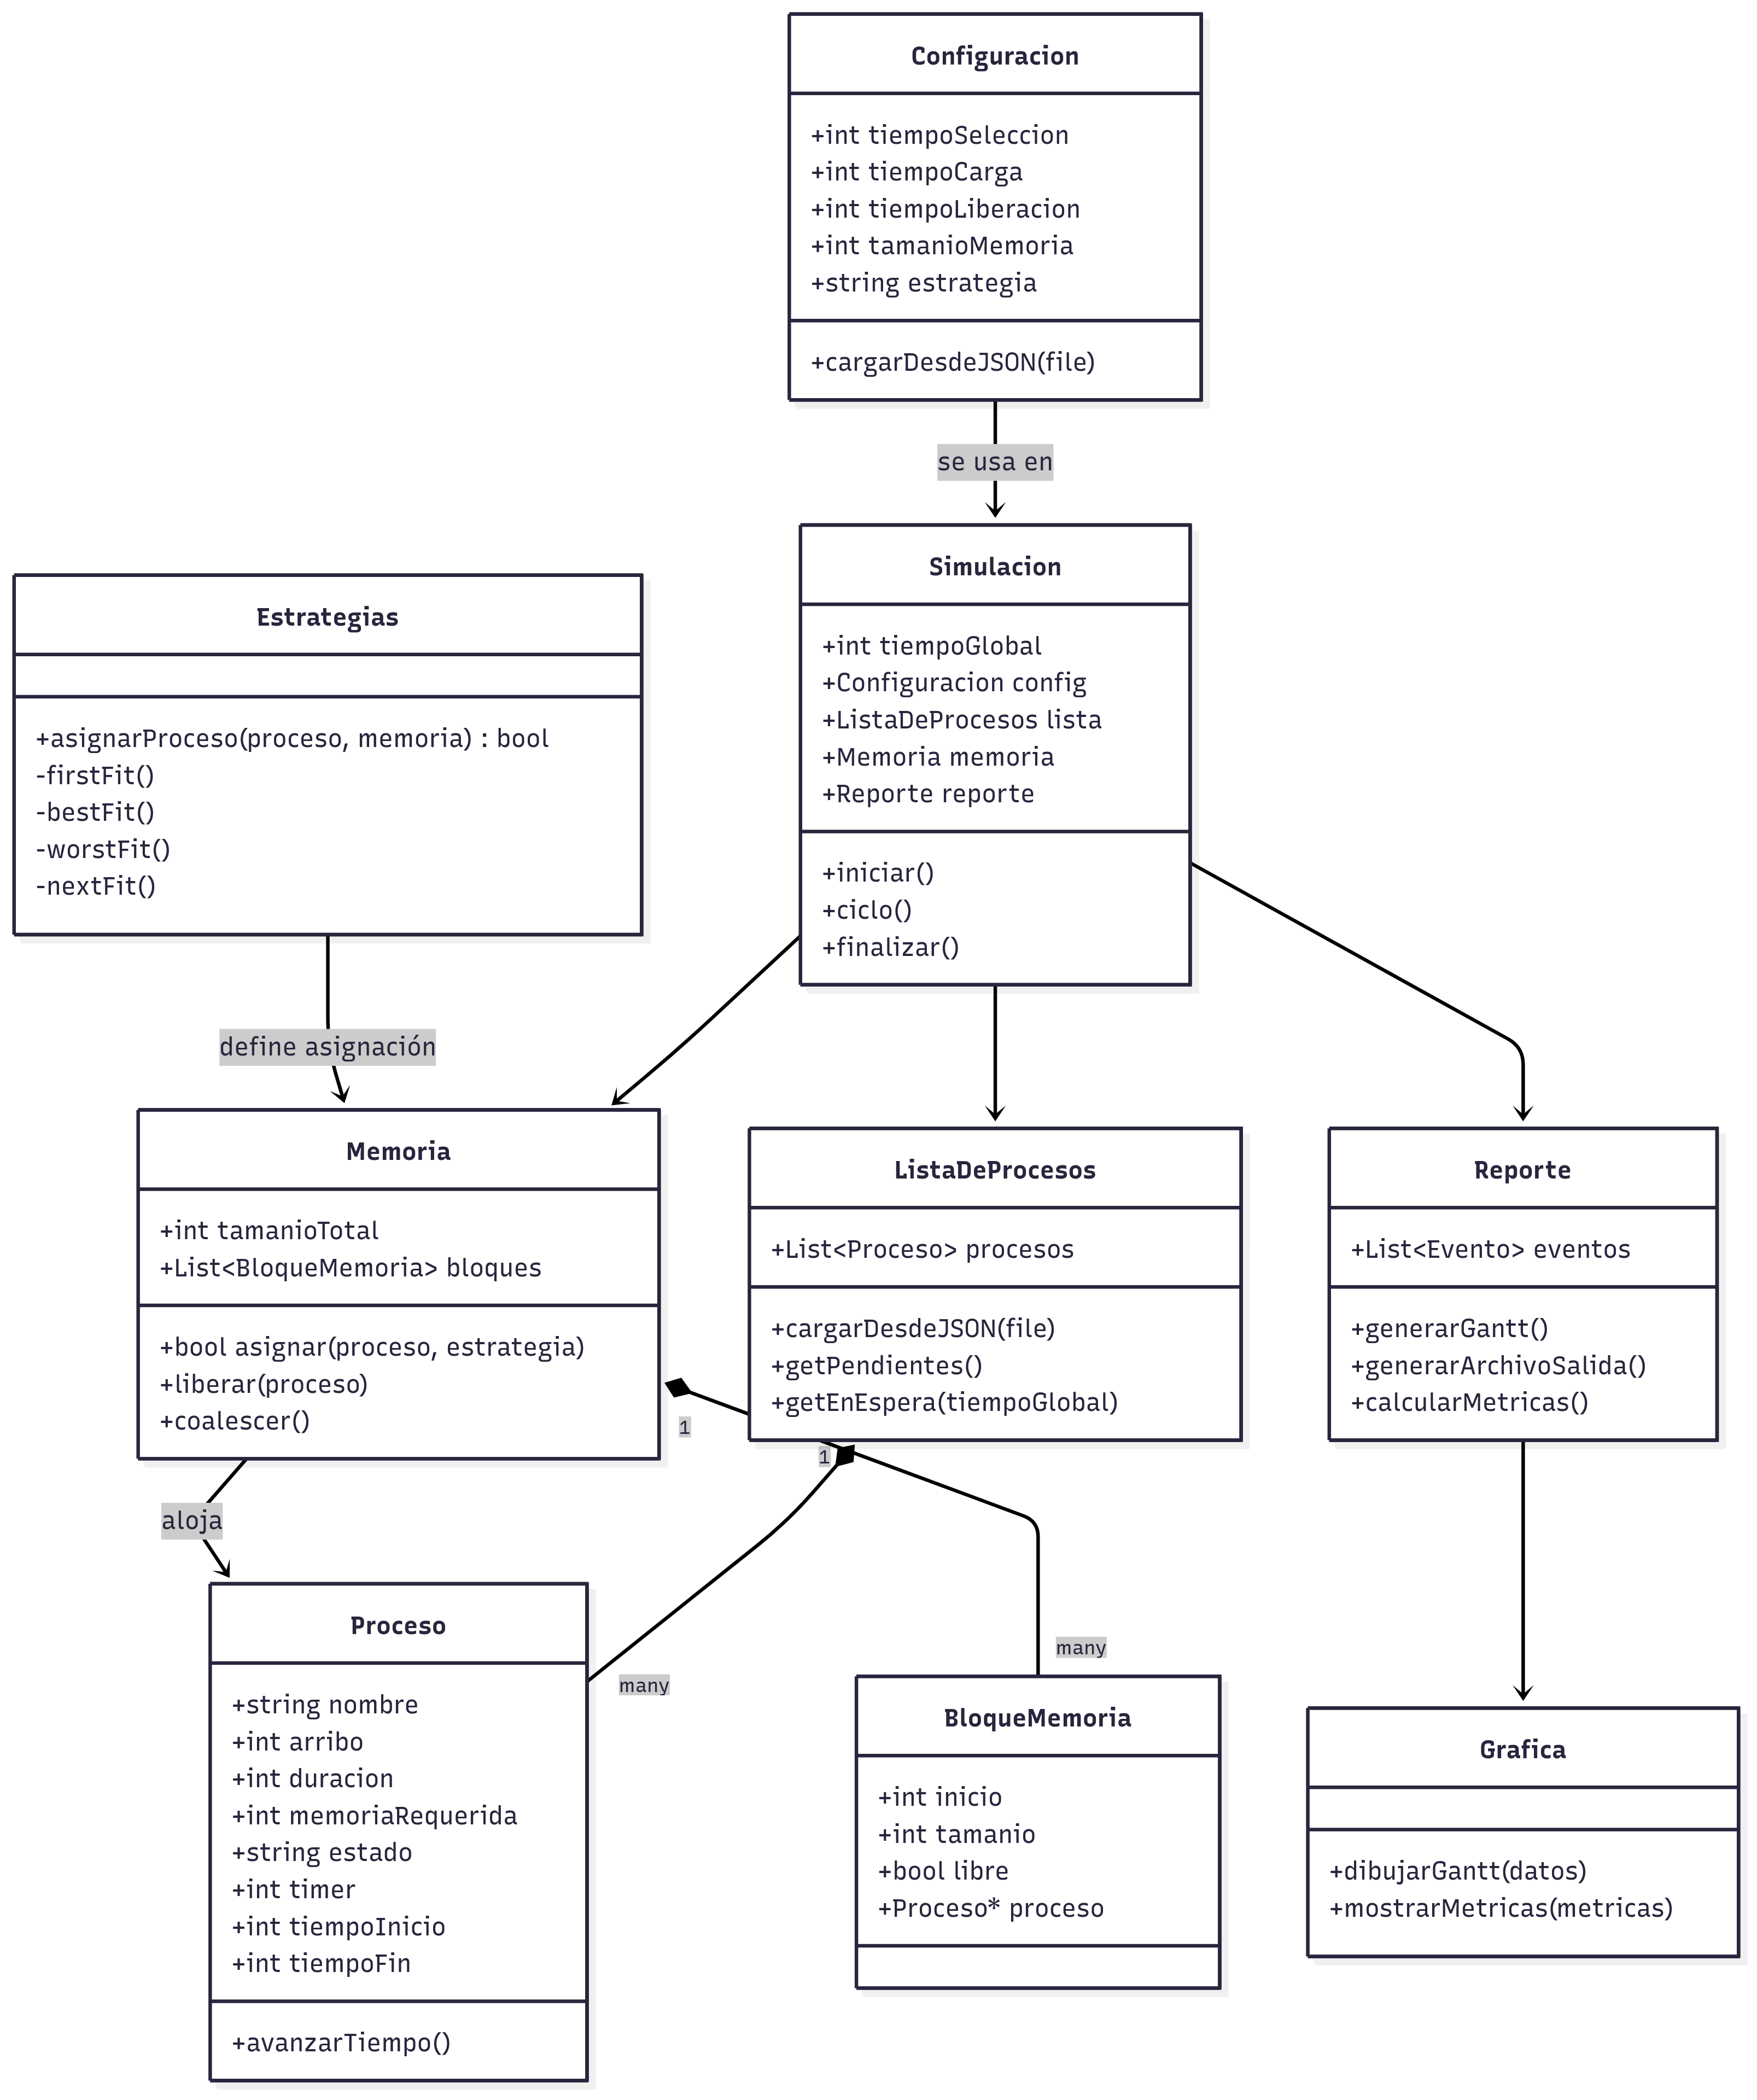 Configuracion
+int tiempoSeleccion
+int tiempoCarga
+int tiempoLiberacion
+int tamanioMemoria
+string estrategia
+cargarDesdeJSON(file)
se usa en
Estrategias
+asignarProceso(proceso, memoria) : bool
-firstFit()
-bestFit()
-worstFit()
-nextFit()
Simulacion
+int tiempoGlobal
+Configuracion config
+ListaDeProcesos lista
+Memoria memoria
+Reporte reporte
+iniciar()
+ciclo()
+finalizar()
define asignación
Memoria
+int tamanioTotal
+List<BloqueMemoria> bloques
+bool asignar(proceso, estrategia)
+liberar(proceso)
+coalescer()
1
ListaDeProcesos
+List<Proceso> procesos
+cargarDesdeJSON(file)
+getPendientes()
+getEnEspera(tiempoGlobal)
1
Reporte
+List<Evento> eventos
+generarGantt()
+generarArchivoSalida()
+calcularMetricas()
aloja
many
many
Proceso
+string nombre
+int arribo
+int duracion
+int memoriaRequerida
+string estado
+int timer
+int tiempoInicio
+int tiempoFin
+avanzarTiempo()
BloqueMemoria
+int inicio
+int tamanio
+bool libre
+Proceso* proceso
Grafica
+dibujarGantt(datos)
+mostrarMetricas(metricas)